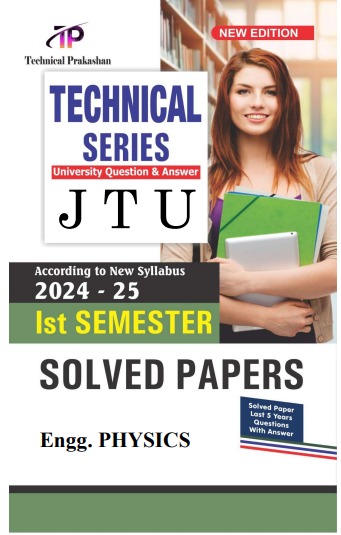 TP
Technical Prakashan
NEW EDITION
TECHNICAL
SERIES
University Question & Answer
J T U
According to New Syllabus
2024 - 25
Ist SEMESTER
SOLVED PAPERS
Solved Paper
Last 5 Years
Questions
With Answer
Engg. PHYSICS